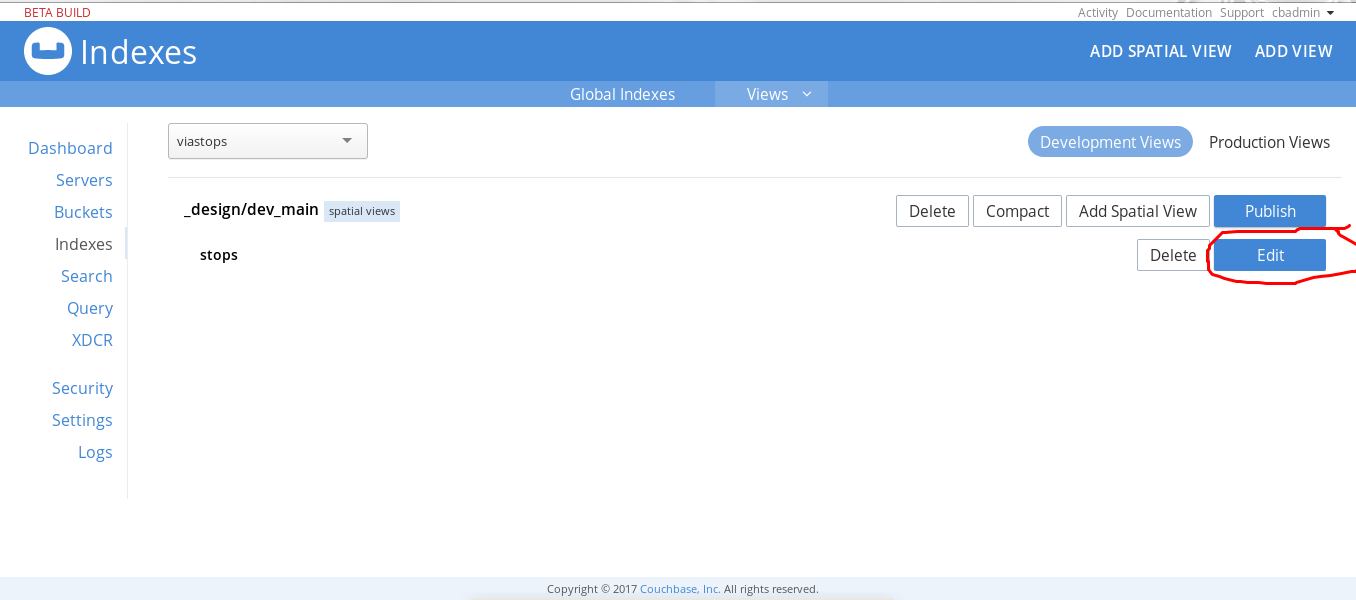 BETA BUILD
Activity Documentation Support cbadmin
Indexes
ADD SPATIAL VIEW ADD VIEW
Global Indexes Views
viastops
Development Views Production Views
_design/dev_main spatial views Delete Compact Add Spatial View Publish
stops Delete Edit
Dashboard
Servers
Buckets
Indexes
Search
Query
XDCR
Security
Settings
Logs
Copyright © 2017 Couchbase, Inc. All rights reserved.